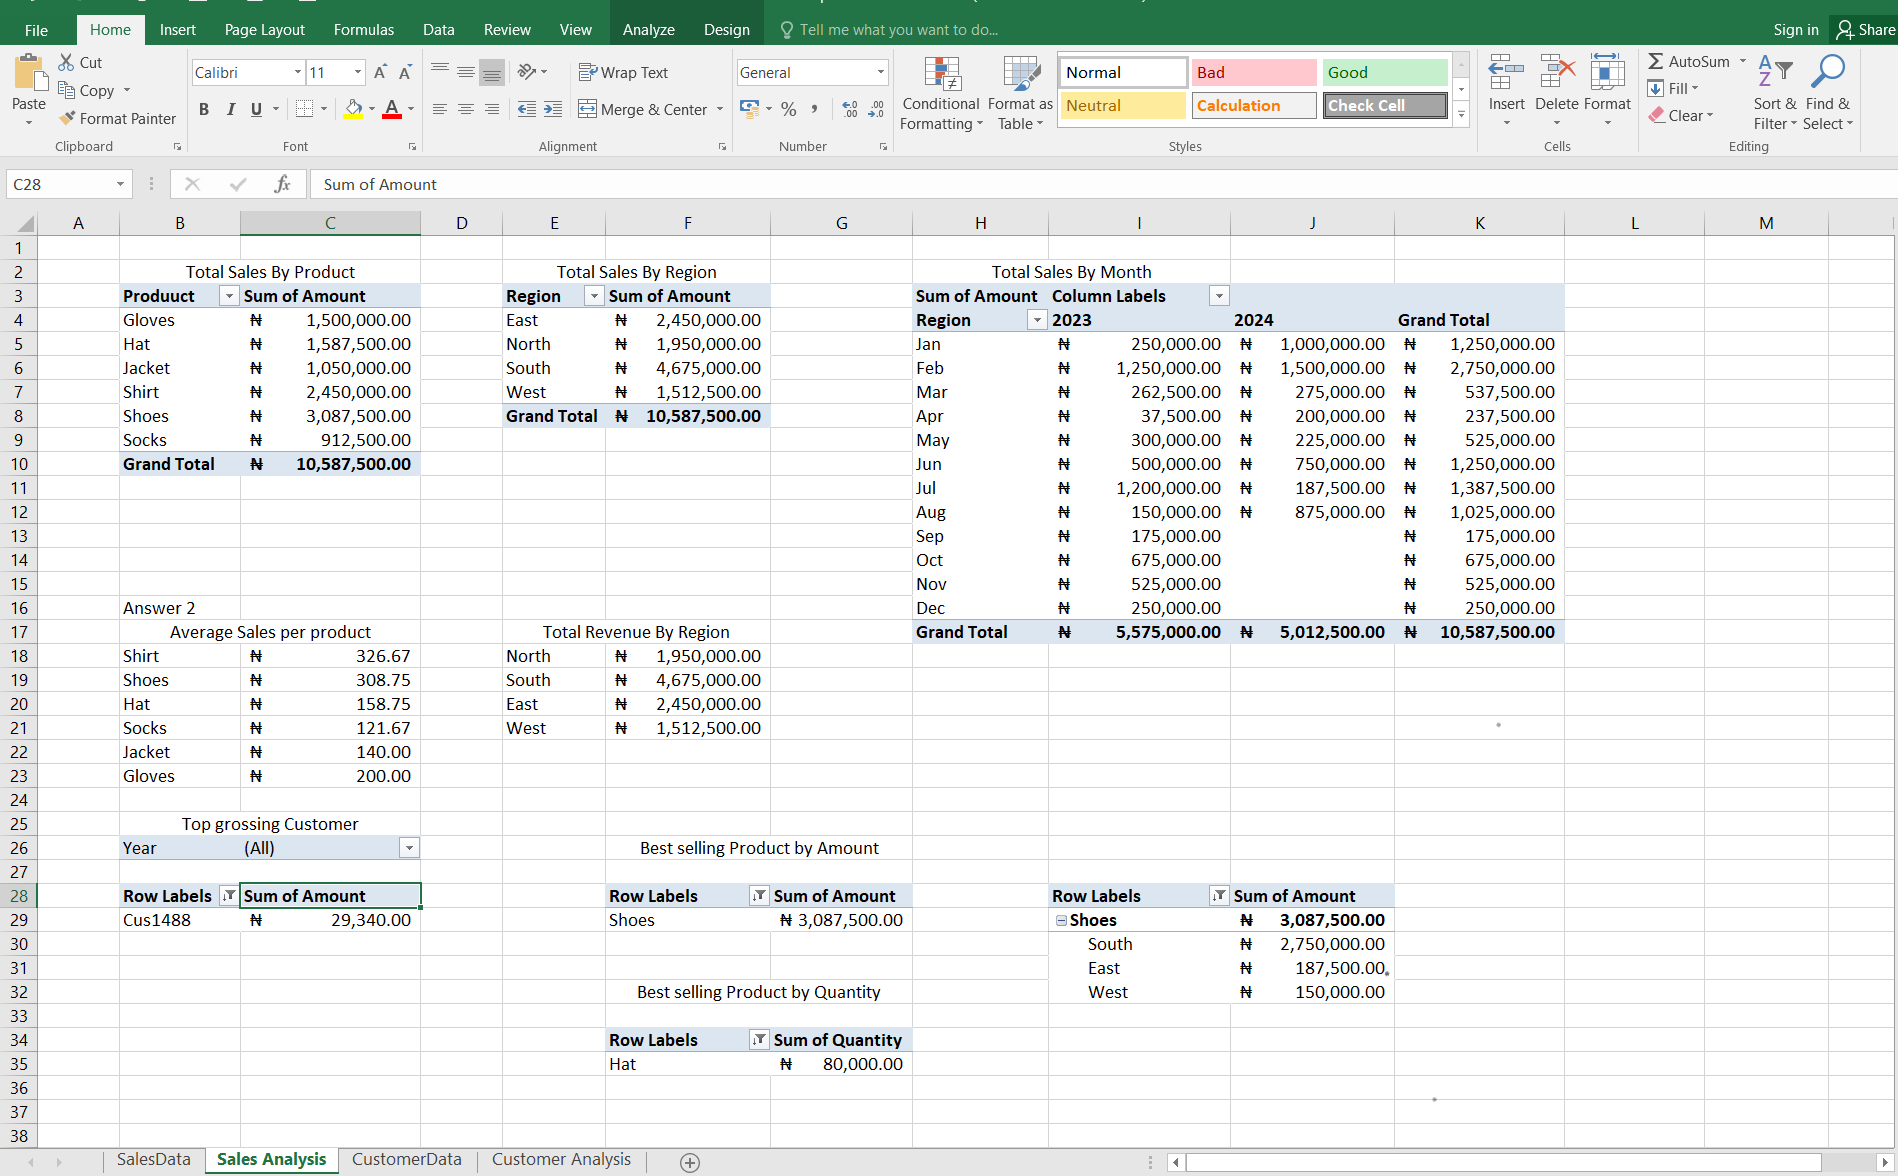 File Home Insert Page Layout Formulas Data Review View Analyze Design Tell me what you want to do... Sign in Share
Paste Cut Copy Format Painter Clipboard
Calibri 11 B I U A Font
Wrap Text Merge & Center Alignment
General % Number
Conditional Formatting Format as Table Normal Bad Good Neutral Calculation Check Cell Styles
Insert Delete Format Cells
AutoSum Fill Clear Sort & Filter Find & Select Editing
C28 fx Sum of Amount
A B C D E F G H I J K L M
1
2 Total Sales By Product Total Sales By Region Total Sales By Month
3 Produuct Sum of Amount Region Sum of Amount Sum of Amount Column Labels
4 Gloves ₦ 1,500,000.00 East ₦ 2,450,000.00 Region 2023 2024 Grand Total
5 Hat ₦ 1,587,500.00 North ₦ 1,950,000.00 Jan ₦ 250,000.00 ₦ 1,000,000.00 ₦ 1,250,000.00
6 Jacket ₦ 1,050,000.00 South ₦ 4,675,000.00 Feb ₦ 1,250,000.00 ₦ 1,500,000.00 ₦ 2,750,000.00
7 Shirt ₦ 2,450,000.00 West ₦ 1,512,500.00 Mar ₦ 262,500.00 ₦ 275,000.00 ₦ 537,500.00
8 Shoes ₦ 3,087,500.00 Grand Total ₦ 10,587,500.00 Apr ₦ 37,500.00 ₦ 200,000.00 ₦ 237,500.00
9 Socks ₦ 912,500.00 May ₦ 300,000.00 ₦ 225,000.00 ₦ 525,000.00
10 Grand Total ₦ 10,587,500.00 Jun ₦ 500,000.00 ₦ 750,000.00 ₦ 1,250,000.00
11 Jul ₦ 1,200,000.00 ₦ 187,500.00 ₦ 1,387,500.00
12 Aug ₦ 150,000.00 ₦ 875,000.00 ₦ 1,025,000.00
13 Sep ₦ 175,000.00 ₦ 175,000.00
14 Oct ₦ 675,000.00 ₦ 675,000.00
15 Nov ₦ 525,000.00 ₦ 525,000.00
16 Answer 2 Dec ₦ 250,000.00 ₦ 250,000.00
17 Average Sales per product Total Revenue By Region Grand Total ₦ 5,575,000.00 ₦ 5,012,500.00 ₦ 10,587,500.00
18 Shirt ₦ 326.67 North ₦ 1,950,000.00
19 Shoes ₦ 308.75 South ₦ 4,675,000.00
20 Hat ₦ 158.75 East ₦ 2,450,000.00
21 Socks ₦ 121.67 West ₦ 1,512,500.00
22 Jacket ₦ 140.00
23 Gloves ₦ 200.00
24
25 Top grossing Customer
26 Year (All) Best selling Product by Amount
27
28 Row Labels Sum of Amount Row Labels Sum of Amount Row Labels Sum of Amount
29 Cus1488 ₦ 29,340.00 Shoes ₦ 3,087,500.00 Shoes ₦ 3,087,500.00
30 South ₦ 2,750,000.00
31 East ₦ 187,500.00
32 Best selling Product by Quantity West ₦ 150,000.00
33
34 Row Labels Sum of Quantity
35 Hat ₦ 80,000.00
36
37
38
SalesData Sales Analysis CustomerData Customer Analysis